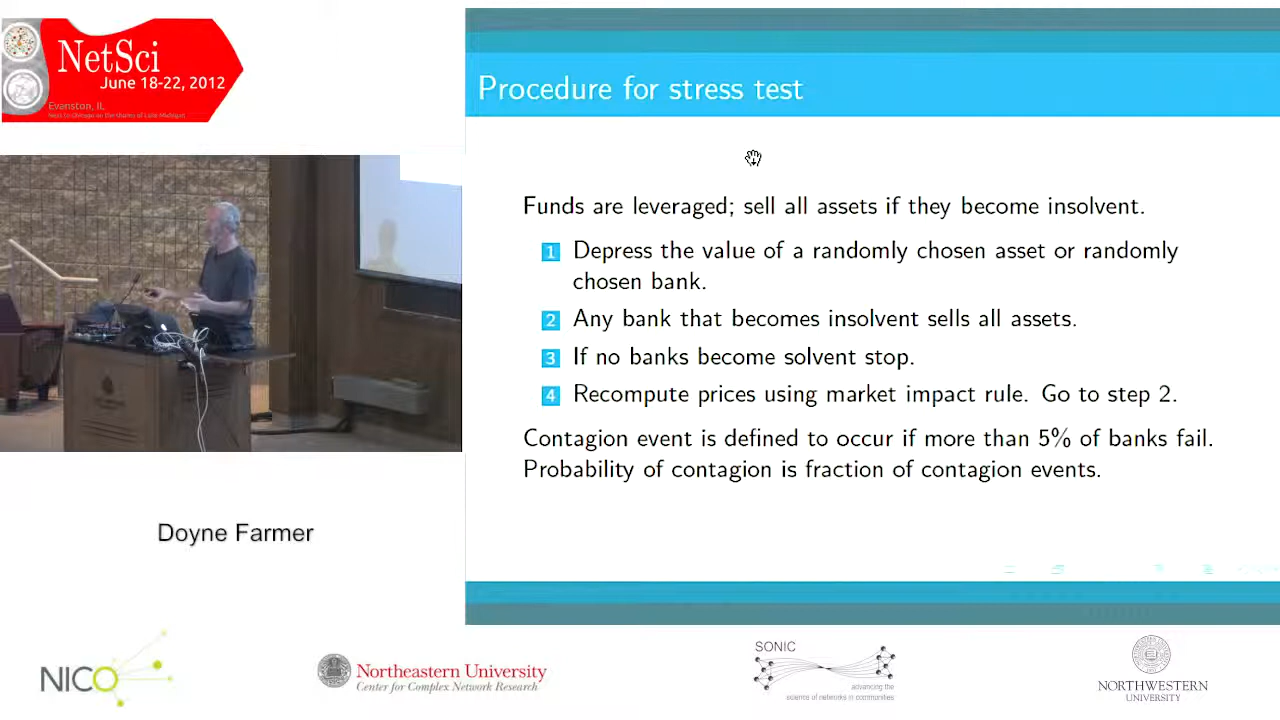 NetSci
June 18-22, 2012
Evanston, IL
Procedure for stress test
Funds are leveraged; sell all assets if they become insolvent.
1 Depress the value of a randomly chosen asset or randomly
chosen bank.
2 Any bank that becomes insolvent sells all assets.
3 If no banks become solvent stop.
4 Recompute prices using market impact rule. Go to step 2.
Contagion event is defined to occur if more than 5% of banks fail.
Probability of contagion is fraction of contagion events.
Doyne Farmer
NICO
Northeastern University
Center for Complex Network Research
SONIC
advancing the
science of networks in communities
NORTHWESTERN
UNIVERSITY